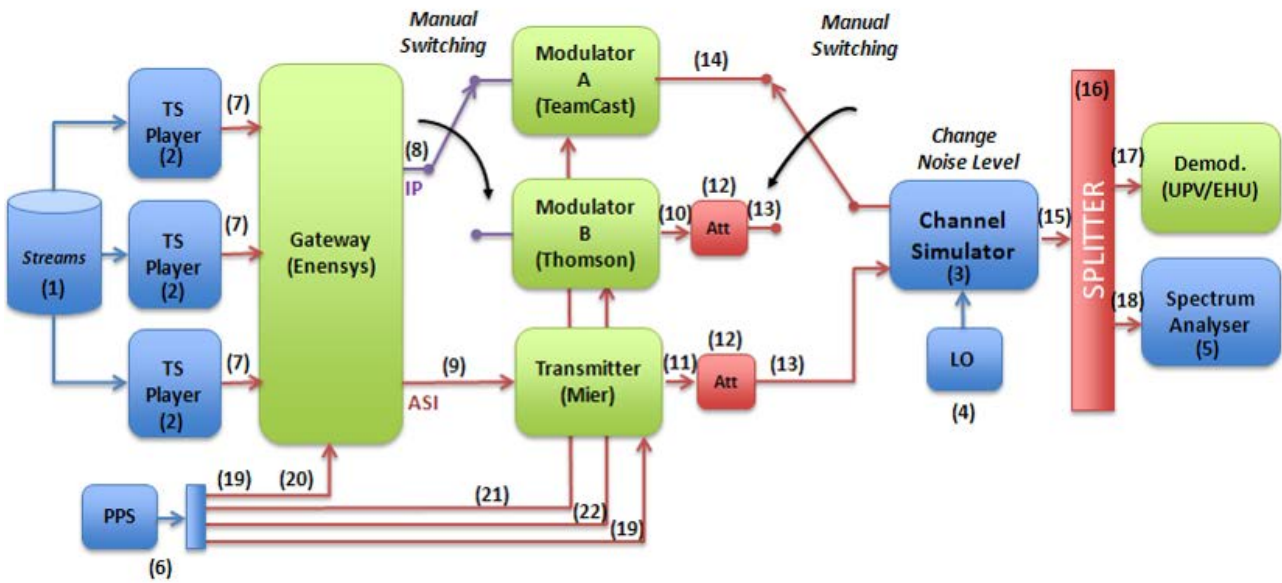 Manual
Switching
Manual
Switching
Modulator
A
(TeamCast)
(14)
(16)
TS
Player
(2)
(7)
(8)
IP
Change
Noise Level
(17)
Demod.
(UPV/EHU)
Streams
(1)
TS
Player
(2)
(7)
Gateway
(Enensys)
Modulator
B
(Thomson)
(10)
(12)
Att
(13)
Channel
Simulator
(3)
(15)
SPLITTER
(18)
Spectrum
Analyser
(5)
TS
Player
(2)
(7)
(9)
ASI
Transmitter
(Mier)
(11)
(12)
Att
(13)
LO
(4)
PPS
(6)
(19)
(20)
(21)
(22)
(19)